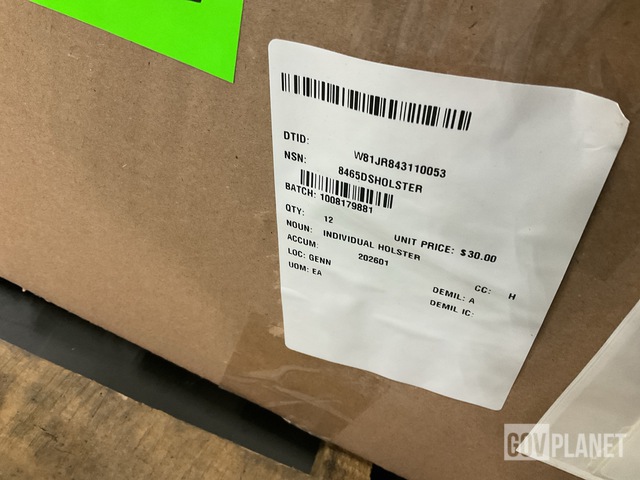 DTID: W81JR843110053
NSN: 8465DSHOLSTER
BATCH: 1008179881
QTY: 12 UNIT PRICE: $30.00
NOUN: INDIVIDUAL HOLSTER
ACCUM: 202601
LOC: GENN CC: H
UOM: EA DEMIL: A
DEMIL IC:
GOVPLANET